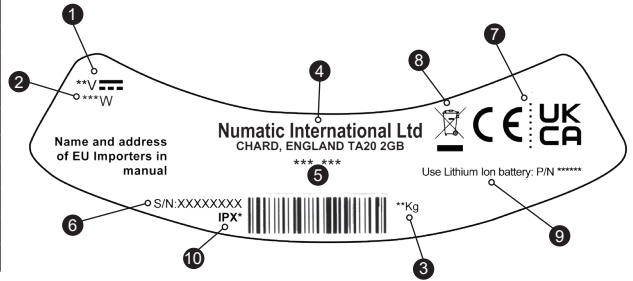 1
2
**V
***W
Name and address
of EU Importers in
manual
4
Numatic International Ltd
CHARD, ENGLAND TA20 2GB
*** ***
5
8
7
CE
UK
CA
Use Lithium Ion battery: P/N ******
9
6
S/N:XXXXXXXX
IPX*
10
**Kg
3